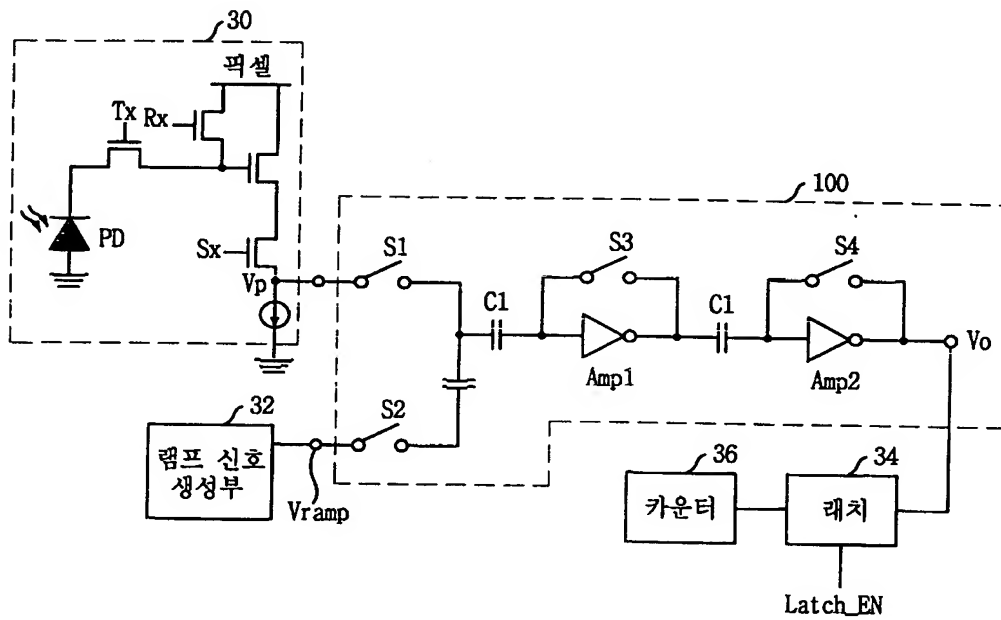 30
픽셀
Tx
Rx
PD
Sx
Vp
100
S1
S3
S4
C1
C1
Amp1
Amp2
Vo
S2
32
램프 신호
생성부
Vramp
36
카운터
34
래치
Latch_EN